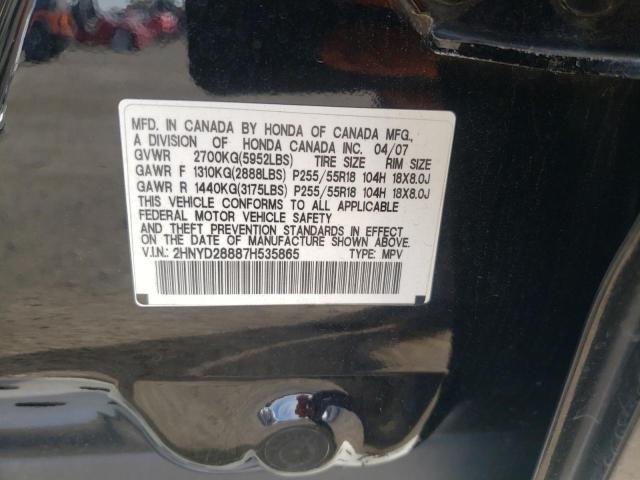 MFD. IN CANADA BY HONDA OF CANADA MFG.,
A DIVISION OF HONDA CANADA INC. 04/07
GVWR 2700KG(5952LBS) TIRE SIZE RIM SIZE
GAWR F 1310KG(2888LBS) P255/55R18 104H 18X8.0J
GAWR R 1440KG(3175LBS) P255/55R18 104H 18X8.0J
THIS VEHICLE CONFORMS TO ALL APPLICABLE
FEDERAL MOTOR VEHICLE SAFETY
AND THEFT PREVENTION STANDARDS IN EFFECT
ON THE DATE OF MANUFACTURE SHOWN ABOVE.
V.I.N.: 2HNYD28887H535865 TYPE: MPV